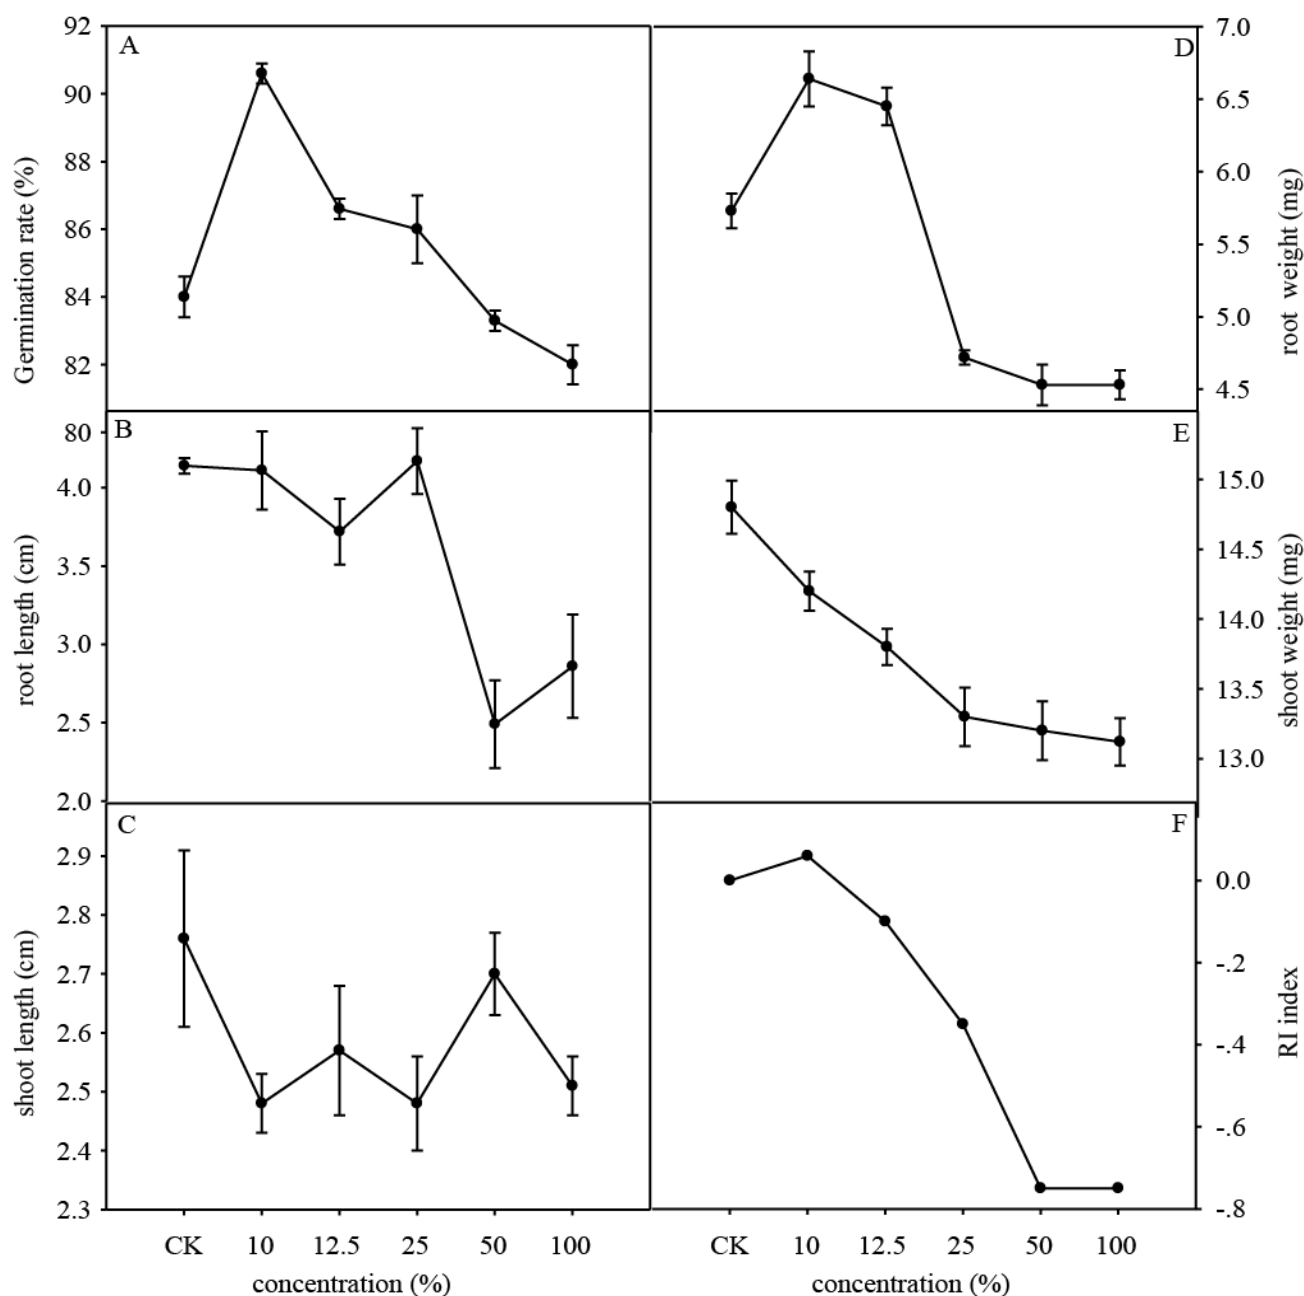 A
92
90
88
86
84
82
Germination rate (%)
D
7.0
6.5
6.0
5.5
5.0
4.5
root weight (mg)
B
80
4.0
3.5
3.0
2.5
2.0
root length (cm)
E
15.0
14.5
14.0
13.5
13.0
shoot weight (mg)
C
2.9
2.8
2.7
2.6
2.5
2.4
2.3
shoot length (cm)
F
0.0
-.2
-.4
-.6
-.8
RI index
CK 10 12.5 25 50 100
concentration (%)
CK 10 12.5 25 50 100
concentration (%)